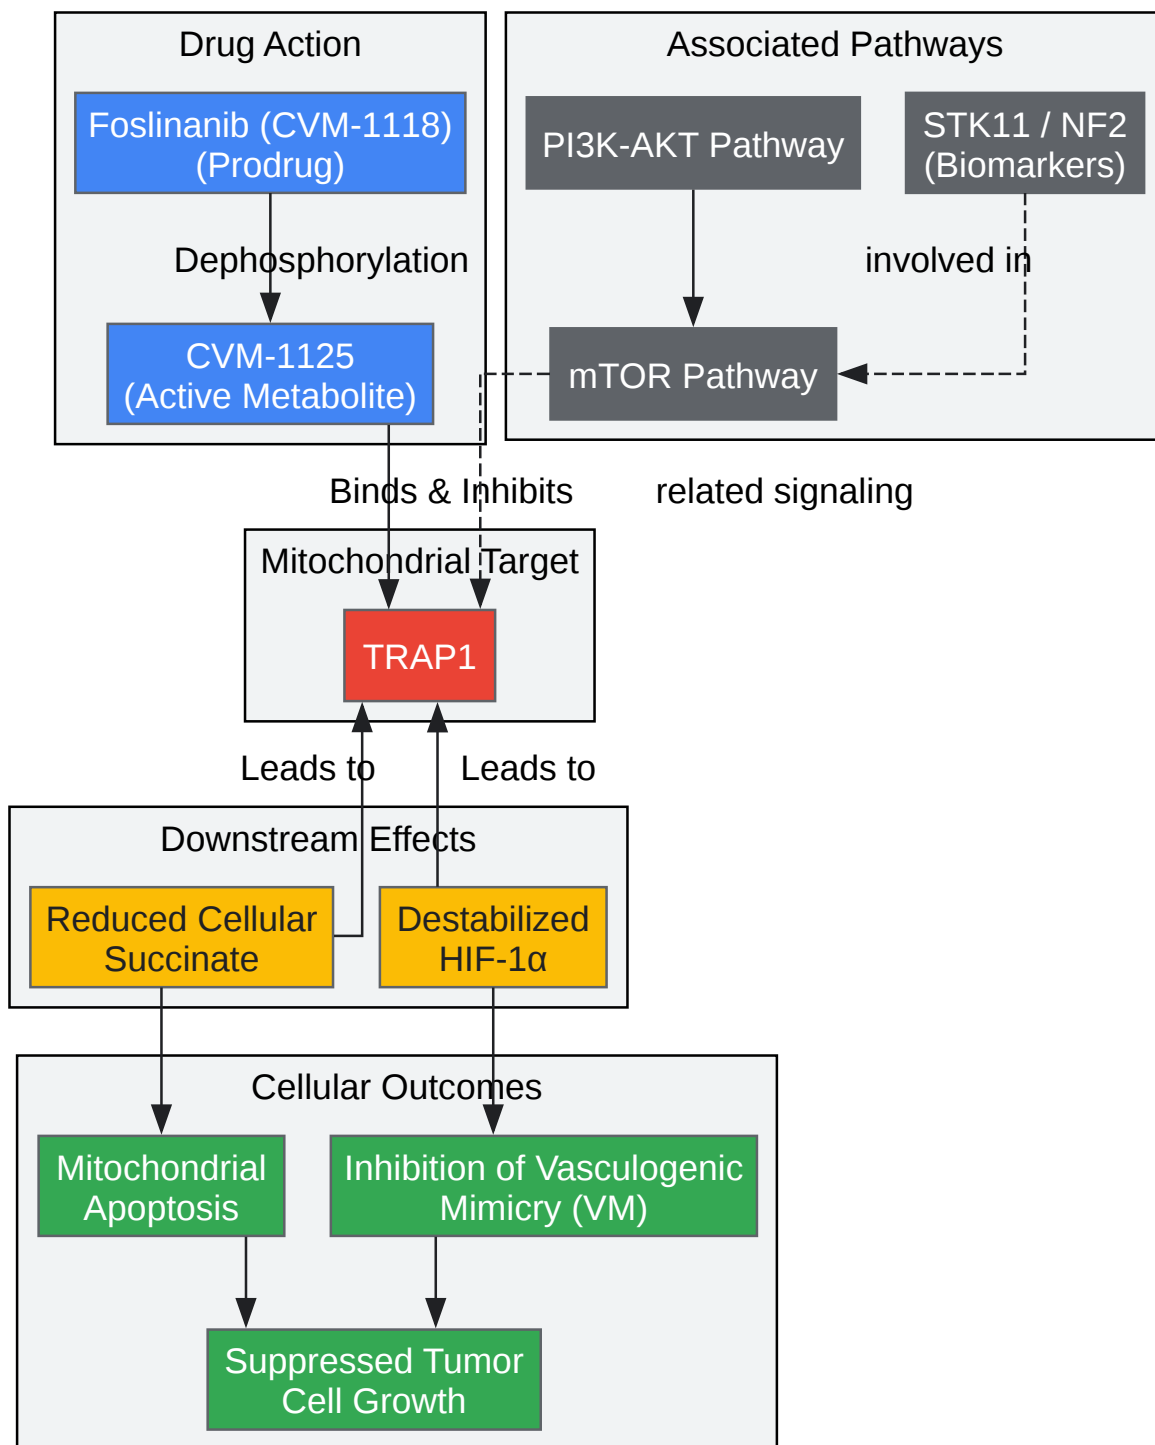 Drug Action
Foslinanib (CVM-1118)
(Prodrug)
Dephosphorylation
CVM-1125
(Active Metabolite)
Associated Pathways
PI3K-AKT Pathway
STK11 / NF2
(Biomarkers)
involved in
mTOR Pathway
Binds & Inhibits
related signaling
Mitochondrial Target
TRAP1
Leads to
Leads to
Downstream Effects
Reduced Cellular
Succinate
Destabilized
HIF-1α
Cellular Outcomes
Mitochondrial
Apoptosis
Inhibition of Vasculogenic
Mimicry (VM)
Suppressed Tumor
Cell Growth